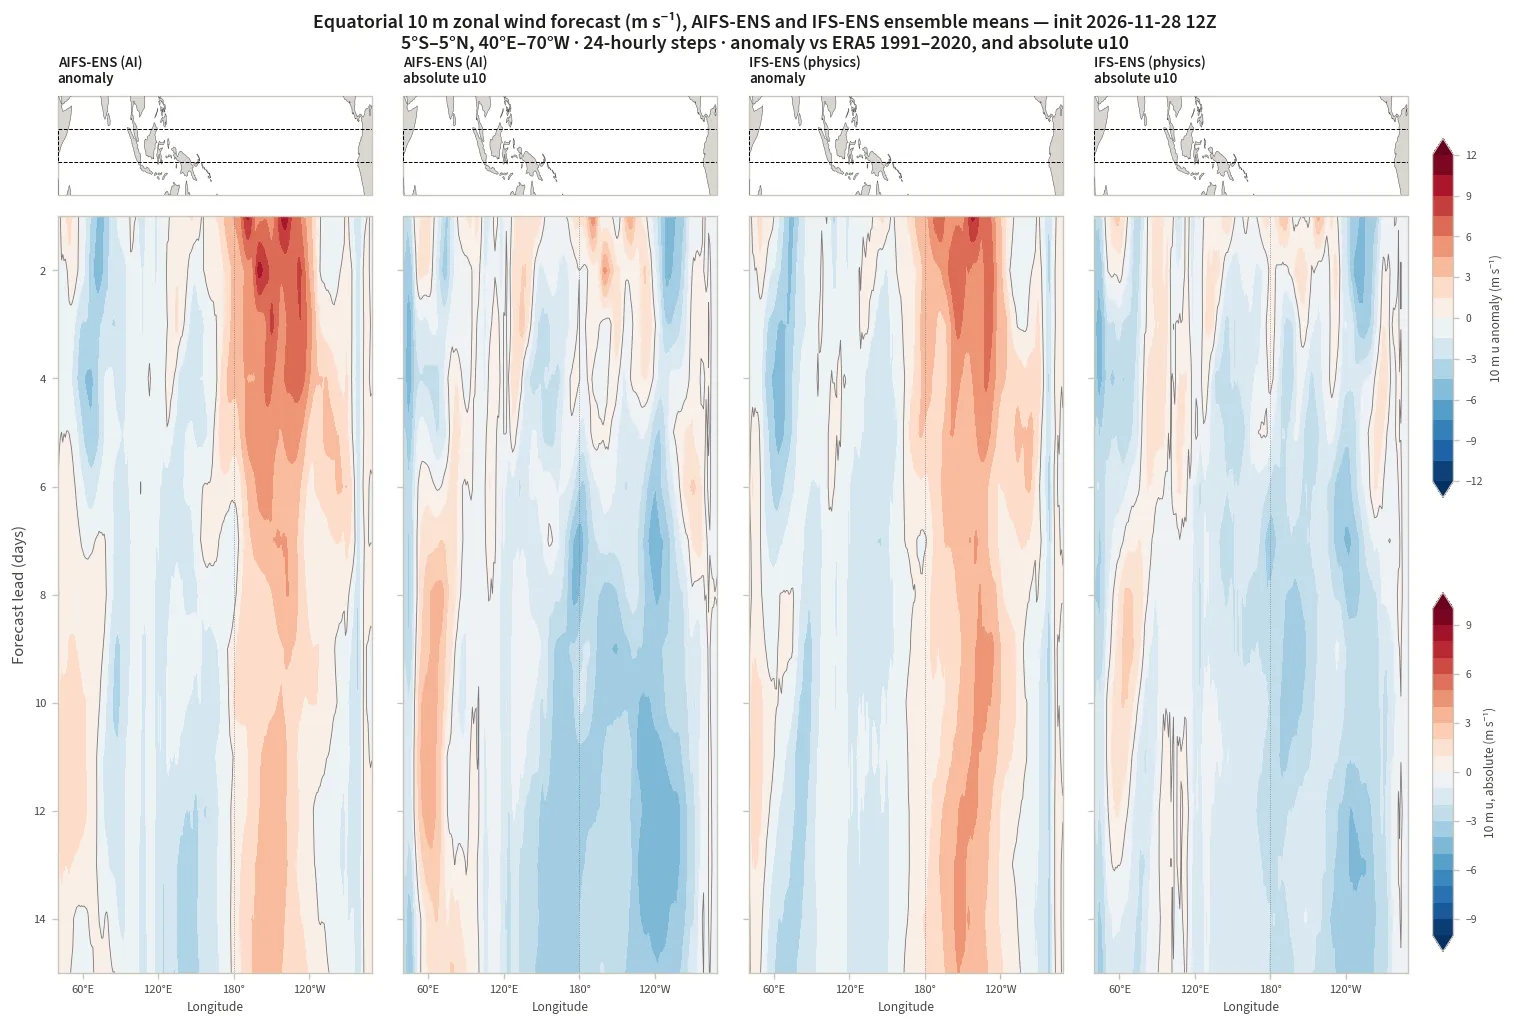 Equatorial 10 m zonal wind forecast (m s⁻¹), AIFS-ENS and IFS-ENS ensemble means — init 2026-11-28 12Z
5°S–5°N, 40°E–70°W · 24-hourly steps · anomaly vs ERA5 1991–2020, and absolute u10
AIFS-ENS (AI)
anomaly
AIFS-ENS (AI)
absolute u10
IFS-ENS (physics)
anomaly
IFS-ENS (physics)
absolute u10
Forecast lead (days)
2
4
6
8
10
12
14
60°E 120°E 180° 120°W
Longitude
60°E 120°E 180° 120°W
Longitude
60°E 120°E 180° 120°W
Longitude
60°E 120°E 180° 120°W
Longitude
12
9
6
3
0
−3
−6
−9
−12
10 m u anomaly (m s⁻¹)
9
6
3
0
−3
−6
−9
10 m u, absolute (m s⁻¹)